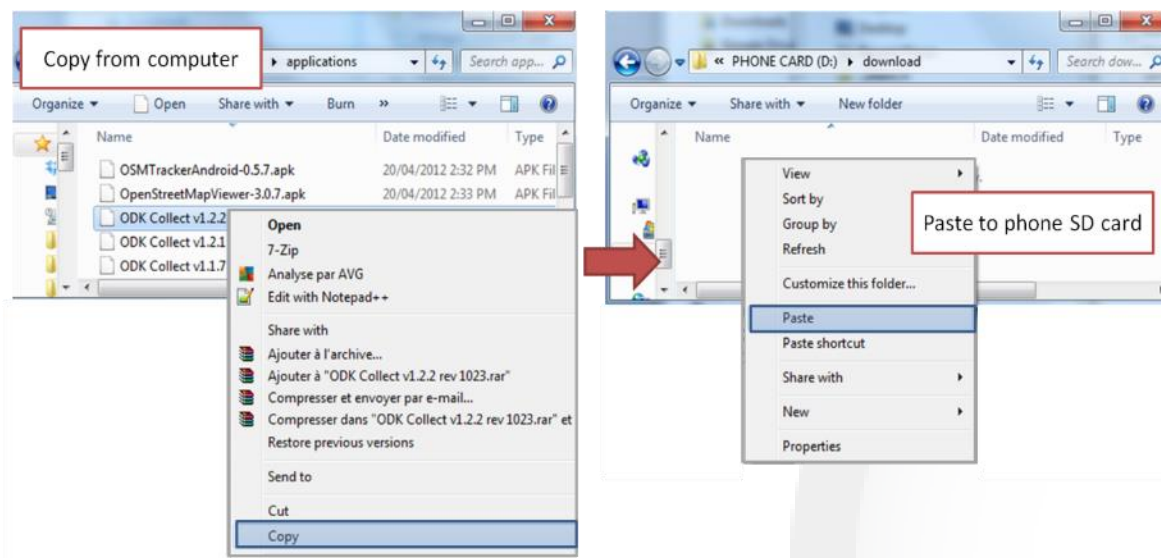 Copy from computer
applications
Search app...
Organize
Open
Share with
Burn
»
Name
Date modified
Type
OSMTrackerAndroid-0.5.7.apk
20/04/2012 2:32 PM
APK Fil
OpenStreetMapViewer-3.0.7.apk
20/04/2012 2:33 PM
APK Fil
ODK Collect v1.2.2
ODK Collect v1.2.1
ODK Collect v1.1.7
Open
7-Zip
Analyse par AVG
Edit with Notepad++
Share with
Ajouter à l'archive...
Ajouter à "ODK Collect v1.2.2 rev 1023.rar"
Compresser et envoyer par e-mail...
Compresser dans "ODK Collect v1.2.2 rev 1023.rar" et
Restore previous versions
Send to
Cut
Copy
« PHONE CARD (D:) download
Search dow...
Organize
Share with
New folder
Name
Date modified
Type
View
Sort by
Group by
Refresh
Customize this folder...
Paste
Paste shortcut
Share with
New
Properties
Paste to phone SD card